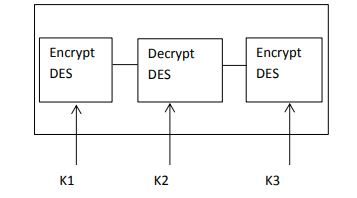 Encrypt
DES
Decrypt
DES
Encrypt
DES
K1
K2
K3